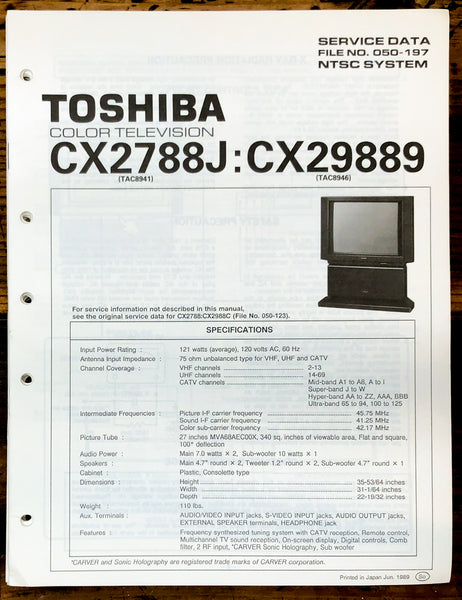 SERVICE DATA
FILE NO. 050-197
NTSC SYSTEM
TOSHIBA
COLOR TELEVISION
CX2788J:CX29889
(TAC8941) (TAC8946)
For service information not described in this manual,
see the original service data for CX2788:CX2988C (File No. 050-123).
SPECIFICATIONS
Input Power Rating : 121 watts (average), 120 volts AC, 60 Hz
Antenna Input Impedance : 75 ohm unbalanced type for VHF, UHF and CATV
Channel Coverage : VHF channels 2-13
UHF channels 14-69
CATV channels Mid-band A1 to A8, A to I
Super-band J to W
Hyper-band AA to ZZ, AAA, BBB
Ultra-band 65 to 94, 100 to 125
Intermediate Frequencies : Picture I-F carrier frequency 45.75 MHz
Sound I-F carrier frequency 41.25 MHz
Color sub-carrier frequency 42.17 MHz
Picture Tube : 27 inches MVA68AEC00X, 340 sq. inches of viewable area, Flat and square,
100° deflection
Audio Power : Main 7.0 watts × 2, Sub-woofer 10 watts × 1
Speakers : Main 4.7" round × 2, Tweeter 1.2" round × 2, Sub-woofer 4.7" round × 1
Cabinet : Plastic, Consolette type
Dimensions : Height 35-53/64 inches
Width 31-1/64 inches
Depth 22-19/32 inches
Weight : 110 lbs.
Aux. Terminals : AUDIO/VIDEO INPUT jacks, S-VIDEO INPUT jacks, AUDIO OUTPUT jacks,
EXTERNAL SPEAKER terminals, HEADPHONE jack
Features : Frequency synthesized tuning system with CATV reception, Remote control,
Multichannel TV sound reception, On-screen display, Digital controls, Comb
filter, 2 RF input, *CARVER Sonic Holography, Sub woofer
*CARVER and Sonic Holography are registered trade marks of CARVER corporation.
Printed in Japan Jun. 1989 So